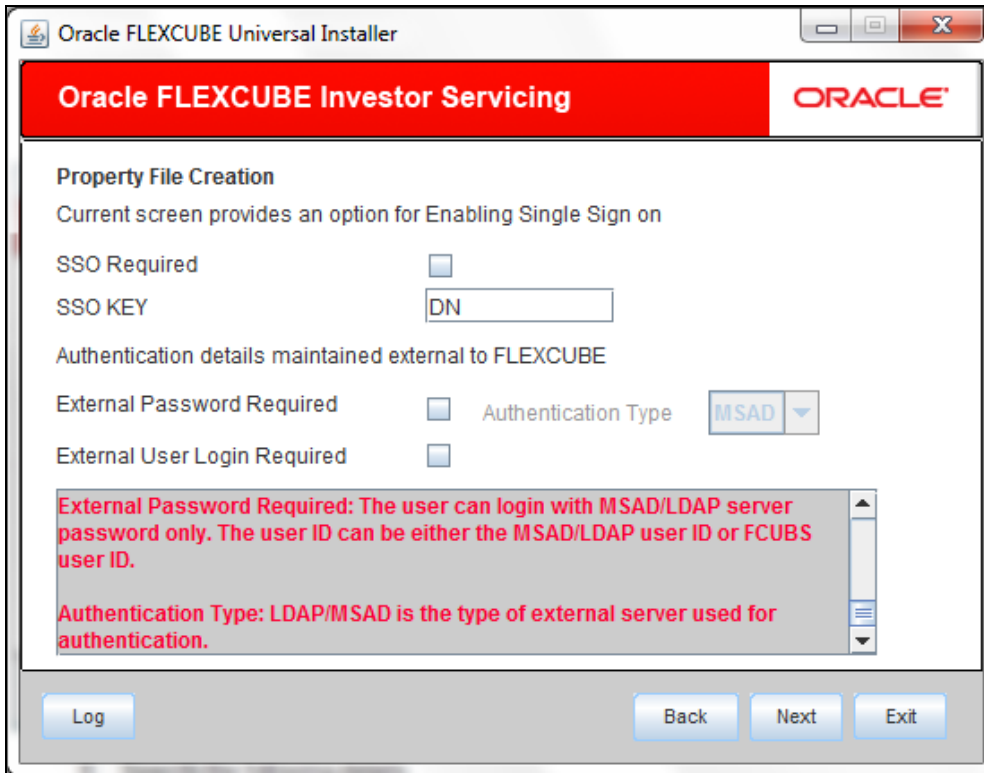 Oracle FLEXCUBE Universal Installer
Oracle FLEXCUBE Investor Servicing
ORACLE
Property File Creation
Current screen provides an option for Enabling Single Sign on
SSO Required
SSO KEY
DN
Authentication details maintained external to FLEXCUBE
External Password Required
Authentication Type
MSAD
External User Login Required
External Password Required: The user can login with MSAD/LDAP server
password only. The user ID can be either the MSAD/LDAP user ID or FCUBS
user ID.
Authentication Type: LDAP/MSAD is the type of external server used for
authentication.
Log
Back
Next
Exit